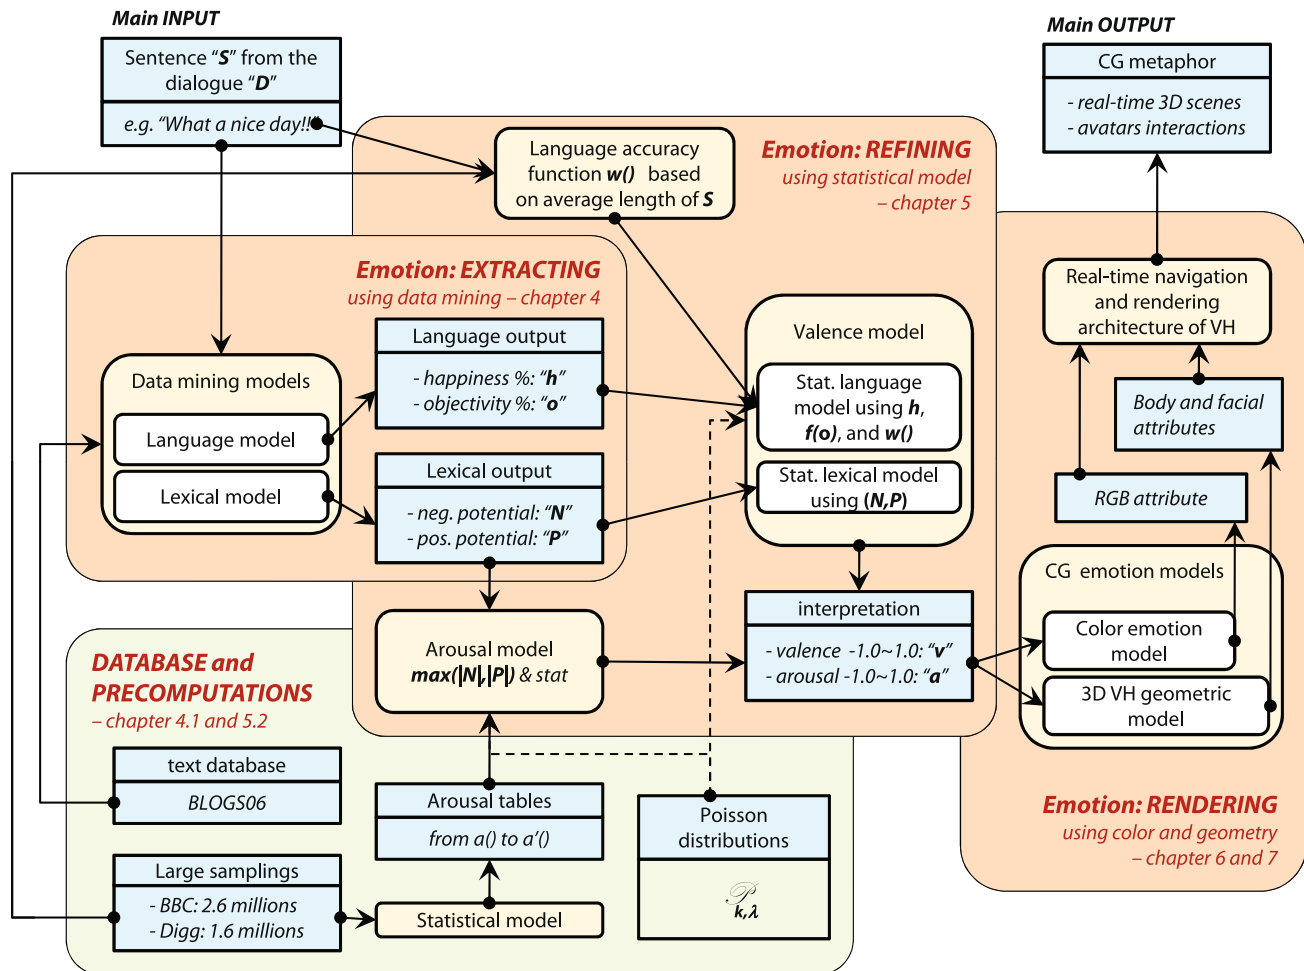 Main INPUT
Sentence “S” from the
dialogue “D”
e.g. “What a nice day!!”
Main OUTPUT
CG metaphor
- real-time 3D scenes
- avatars interactions
Language accuracy
function w() based
on average length of S
Emotion: REFINING
using statistical model
– chapter 5
Emotion: EXTRACTING
using data mining – chapter 4
Data mining models
Language model
Lexical model
Language output
- happiness %: “h”
- objectivity %: “o”
Lexical output
- neg. potential: “N”
- pos. potential: “P”
Valence model
Stat. language
model using h,
f(o), and w()
Stat. lexical model
using (N,P)
Real-time navigation
and rendering
architecture of VH
Body and facial
attributes
RGB attribute
CG emotion models
Color emotion
model
3D VH geometric
model
Arousal model
max(|N|,|P|) & stat
interpretation
- valence -1.0~1.0: “v”
- arousal -1.0~1.0: “a”
DATABASE and
PRECOMPUTATIONS
– chapter 4.1 and 5.2
text database
BLOGS06
Large samplings
- BBC: 2.6 millions
- Digg: 1.6 millions
Arousal tables
from a() to a’()
Statistical model
Poisson
distributions
𝒫k,λ
Emotion: RENDERING
using color and geometry
– chapter 6 and 7